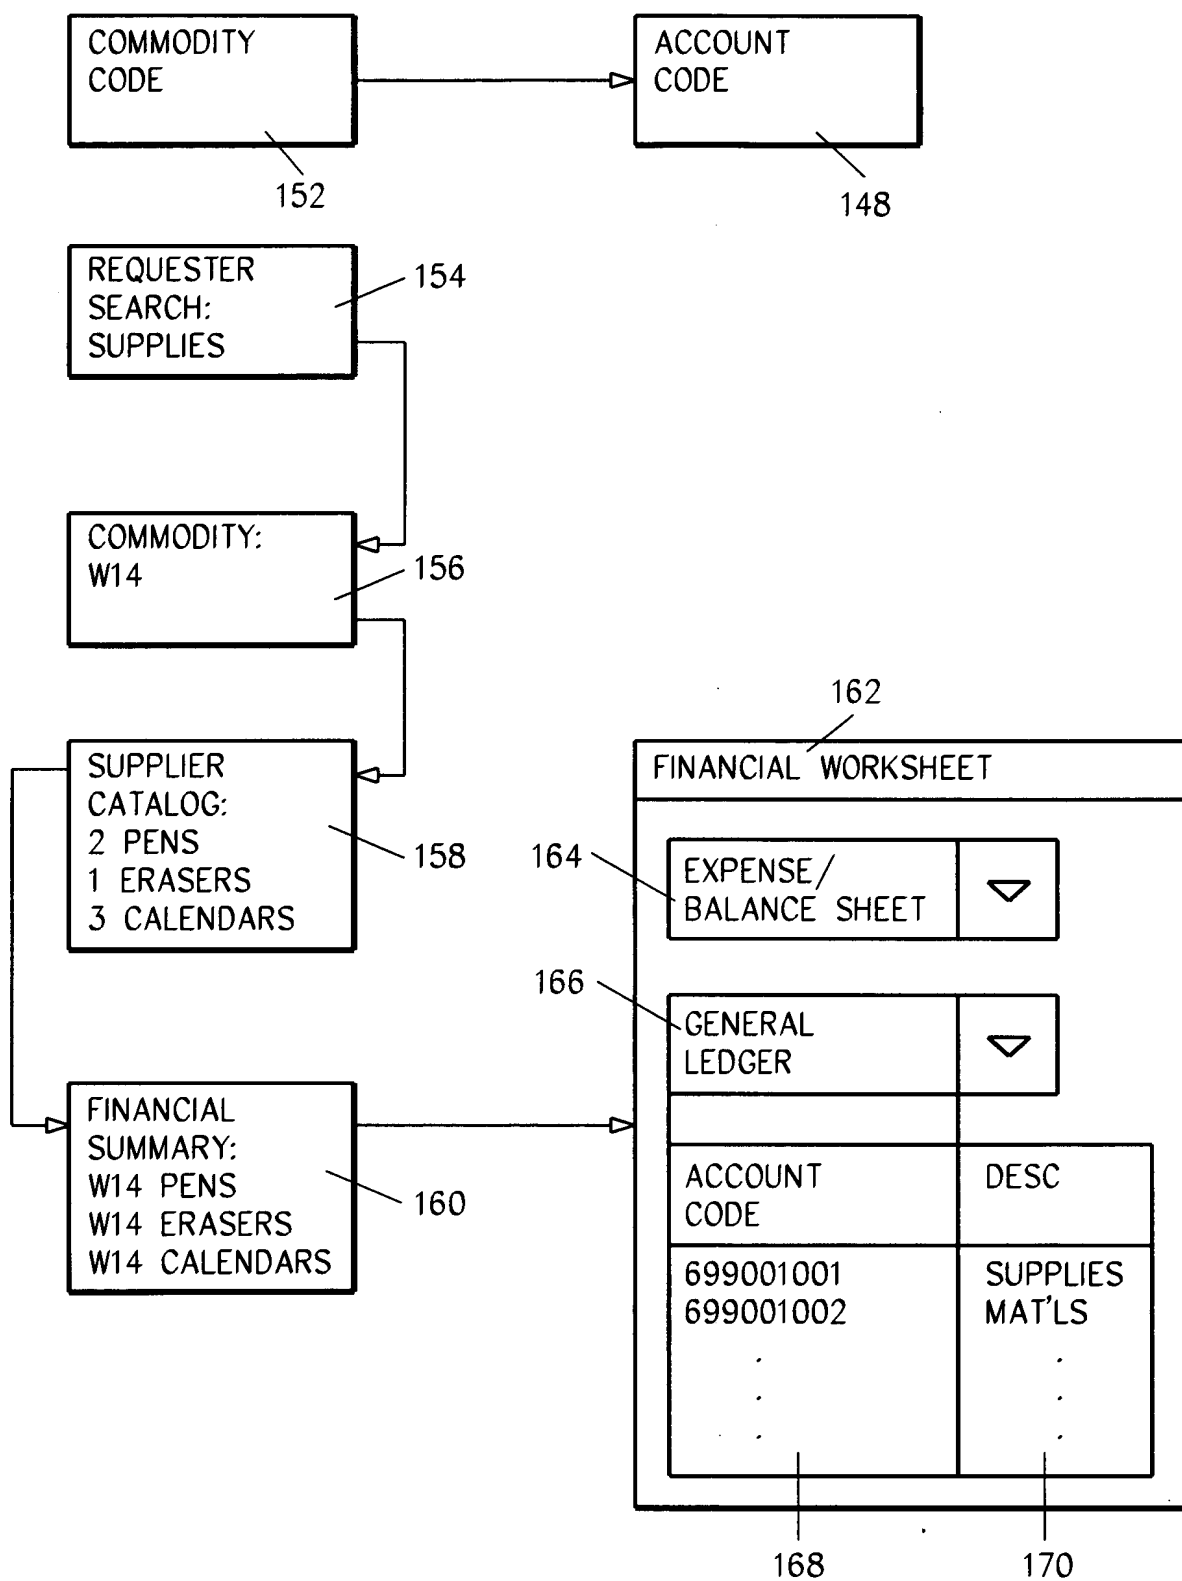 COMMODITY
CODE
152
ACCOUNT
CODE
148
REQUESTER
SEARCH:
SUPPLIES
154
COMMODITY:
W14
156
SUPPLIER
CATALOG:
2 PENS
1 ERASERS
3 CALENDARS
158
FINANCIAL
SUMMARY:
W14 PENS
W14 ERASERS
W14 CALENDARS
160
162
FINANCIAL WORKSHEET
164
EXPENSE/
BALANCE SHEET
166
GENERAL
LEDGER
ACCOUNT
CODE
DESC
699001001 SUPPLIES
699001002 MAT'LS
168
170